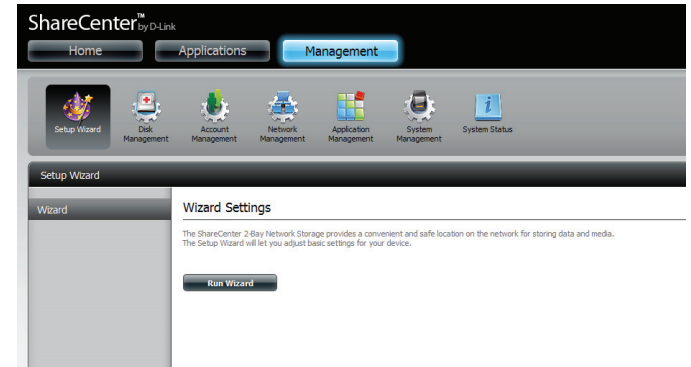 ShareCenter™ by D-Link
Home Applications Management
Setup Wizard Disk Management Account Management Network Management Application Management System Management System Status
Setup Wizard
Wizard
Wizard Settings
The ShareCenter 2-Bay Network Storage provides a convenient and safe location on the network for storing data and media.
The Setup Wizard will let you adjust basic settings for your device.
Run Wizard